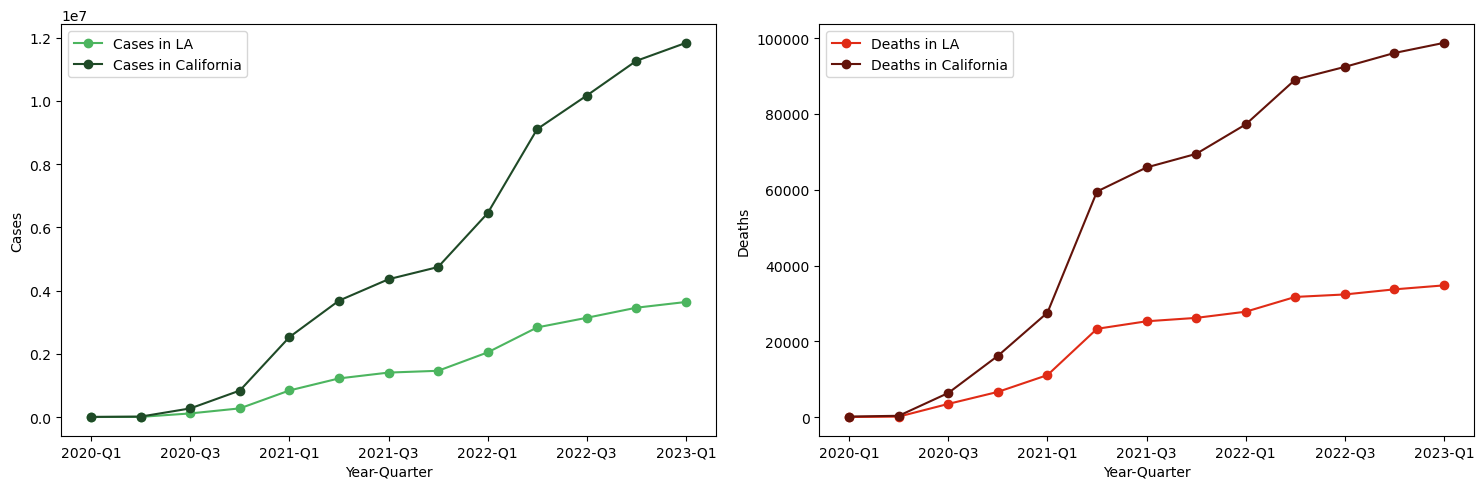 1e7
Cases in LA
Cases in California
1.2
1.0
0.8
0.6
0.4
0.2
0.0
Cases
2020-Q1 2020-Q3 2021-Q1 2021-Q3 2022-Q1 2022-Q3 2023-Q1
Year-Quarter
Deaths in LA
Deaths in California
100000
80000
60000
40000
20000
0
Deaths
2020-Q1 2020-Q3 2021-Q1 2021-Q3 2022-Q1 2022-Q3 2023-Q1
Year-Quarter